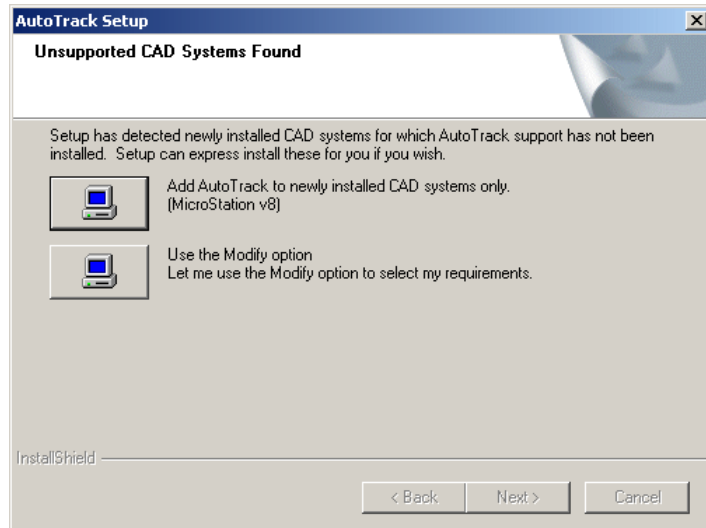 AutoTrack Setup
Unsupported CAD Systems Found
Setup has detected newly installed CAD systems for which AutoTrack support has not been
installed.  Setup can express install these for you if you wish.
Add AutoTrack to newly installed CAD systems only.
(MicroStation v8)
Use the Modify option
Let me use the Modify option to select my requirements.
InstallShield
< Back
Next >
Cancel